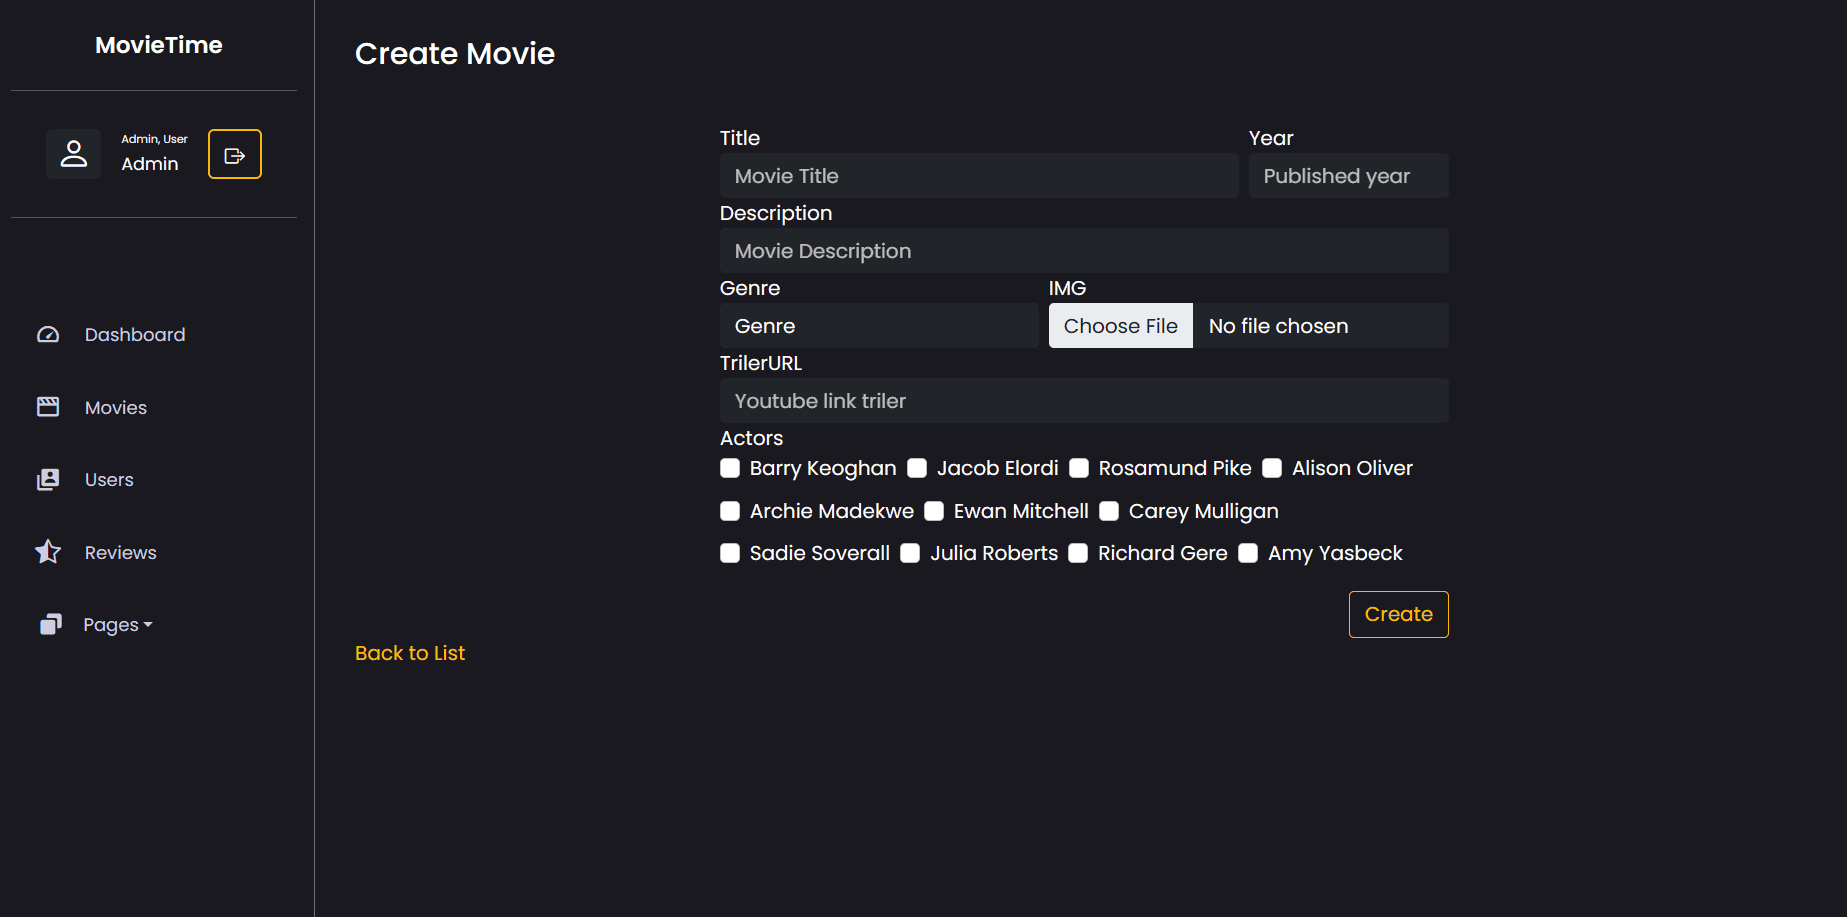 MovieTime
Admin, User
Admin
Dashboard
Movies
Users
Reviews
Pages
Create Movie
Title Year
Movie Title Published year
Description
Movie Description
Genre IMG
Genre Choose File No file chosen
TrilerURL
Youtube link triler
Actors
Barry Keoghan Jacob Elordi Rosamund Pike Alison Oliver
Archie Madekwe Ewan Mitchell Carey Mulligan
Sadie Soverall Julia Roberts Richard Gere Amy Yasbeck
Create
Back to List